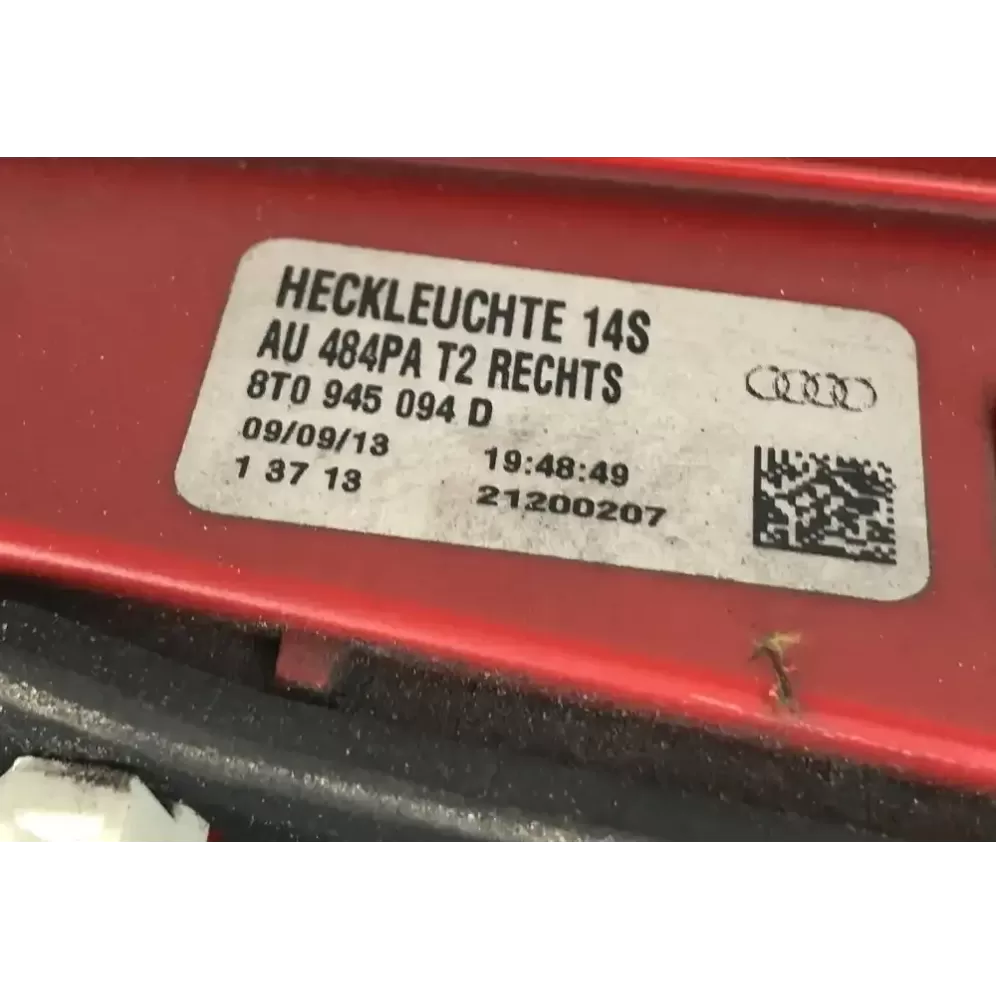 HECKLEUCHTE 14S
AU 484PA T2 RECHTS
8T0 945 094 D
09/09/13 19:48:49
1 37 13 21200207